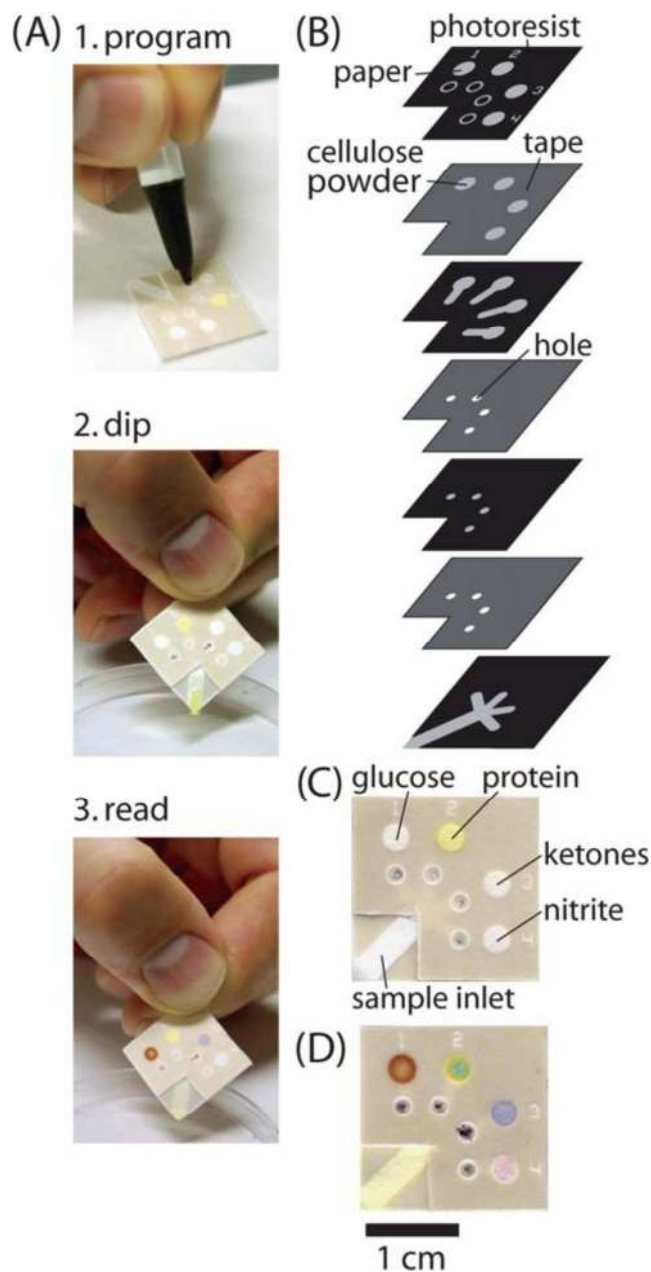 (A)
1. program
2. dip
3. read
(B)
photoresist
paper
1
2
3
4
cellulose
powder
tape
hole
(C)
glucose
protein
1
2
ketones
3
nitrite
4
sample inlet
(D)
1
2
3
4
1 cm